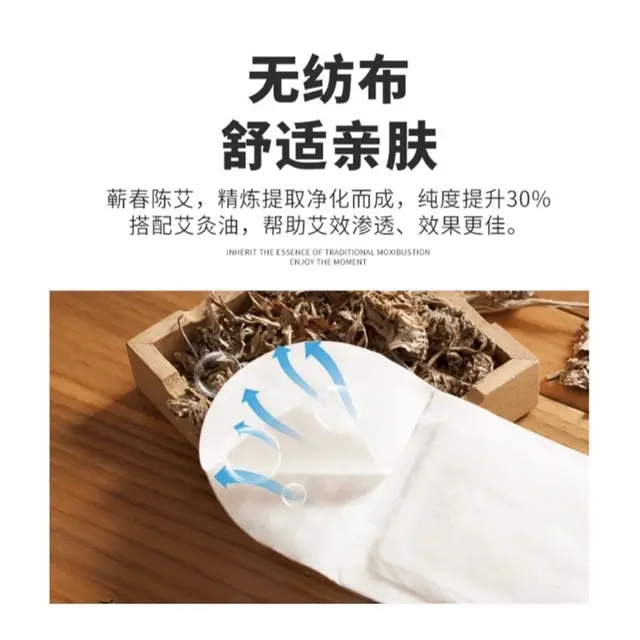 无纺布
舒适亲肤
蕲春陈艾，精炼提取净化而成，纯度提升30%
搭配艾灸油，帮助艾效渗透、效果更佳。
INHERIT THE ESSENCE OF TRADITIONAL MOXIBUSTION
ENJOY THE MOMENT